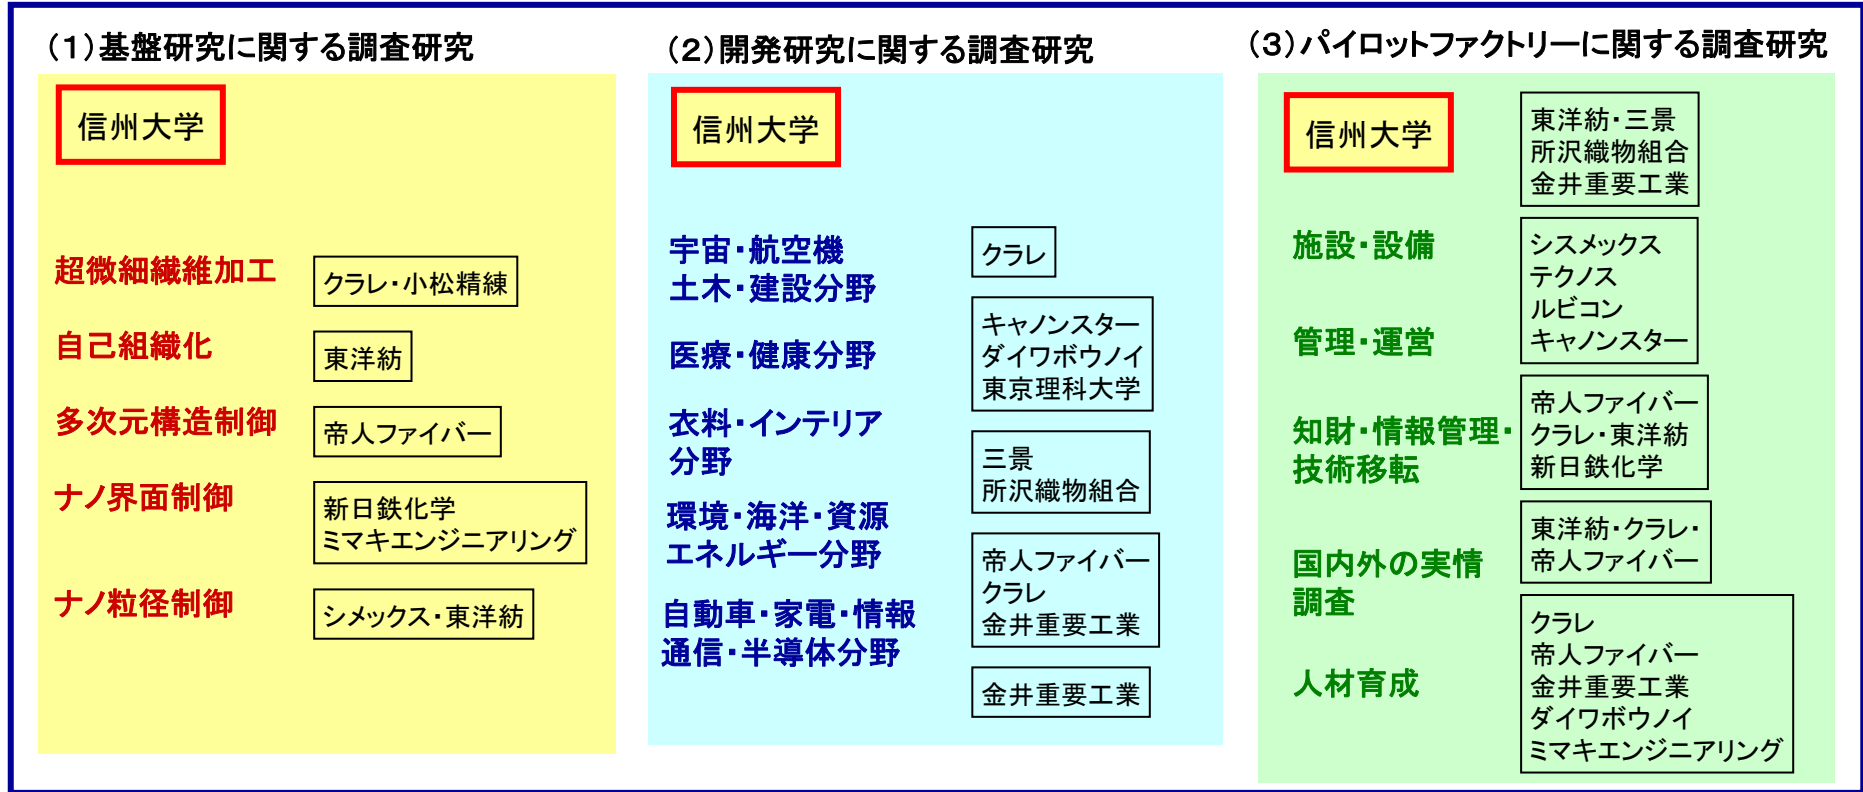 (1)基盤研究に関する調査研究
信州大学
超微細繊維加工
クラレ・小松精練
自己組織化
東洋紡
多次元構造制御
帝人ファイバー
ナノ界面制御
新日鉄化学
ミマキエンジニアリング
ナノ粒径制御
シメックス・東洋紡
(2)開発研究に関する調査研究
信州大学
宇宙・航空機
土木・建設分野
クラレ
医療・健康分野
キャノンスター
ダイワボウノイ
東京理科大学
衣料・インテリア
分野
三景
所沢織物組合
環境・海洋・資源
エネルギー分野
帝人ファイバー
クラレ
金井重要工業
自動車・家電・情報
通信・半導体分野
金井重要工業
(3)パイロットファクトリーに関する調査研究
信州大学
東洋紡・三景
所沢織物組合
金井重要工業
施設・設備
シスメックス
テクノス
ルビコン
キャノンスター
管理・運営
帝人ファイバー
クラレ・東洋紡
新日鉄化学
知財・情報管理・
技術移転
東洋紡・クラレ・
帝人ファイバー
国内外の実情
調査
クラレ
帝人ファイバー
金井重要工業
ダイワボウノイ
ミマキエンジニアリング
人材育成